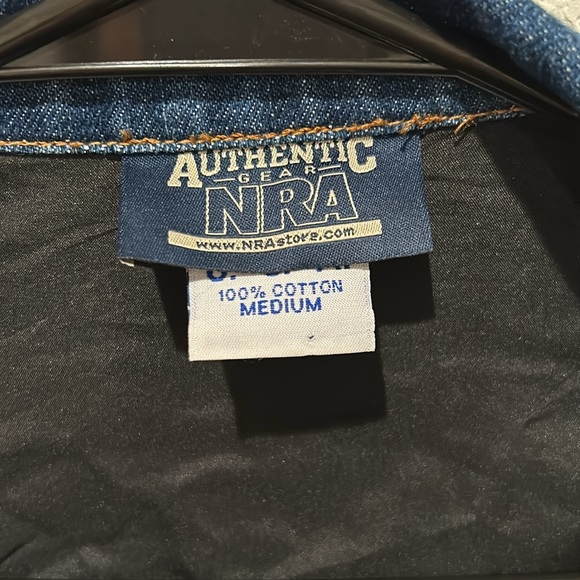 AUTHENTIC
GEAR
NRA
www.NRAstore.com
100% COTTON
MEDIUM